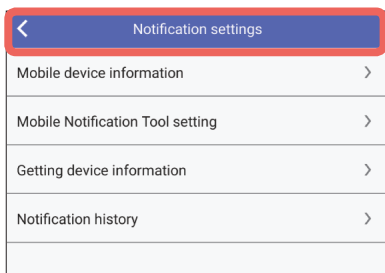 Notification settings
Mobile device information
Mobile Notification Tool setting
Getting device information
Notification history